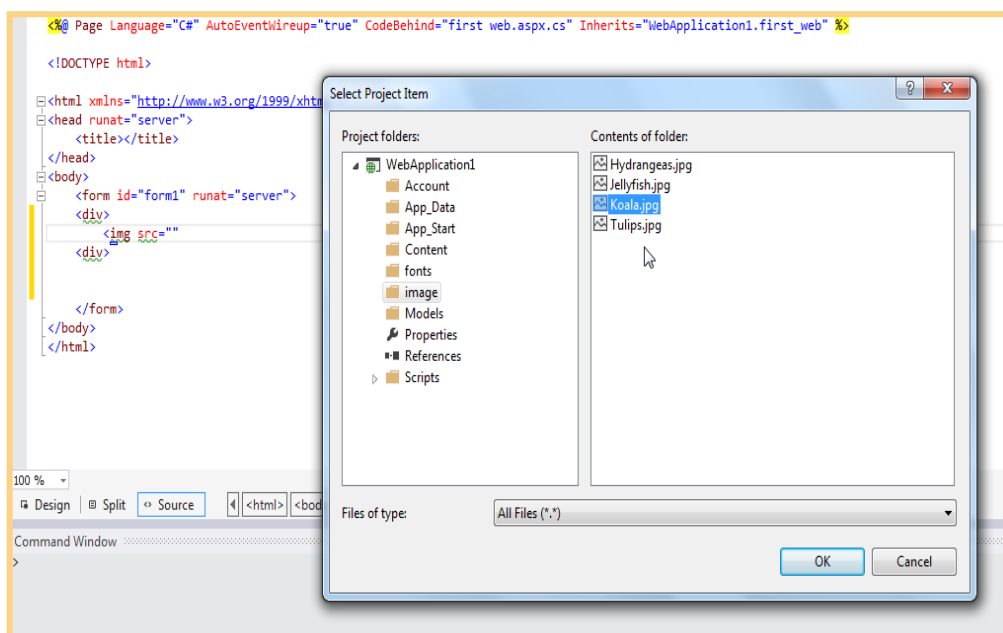 <%@ Page Language="C#" AutoEventWireup="true" CodeBehind="first web.aspx.cs" Inherits="WebApplication1.first_web" %>
<!DOCTYPE html>
<html xmlns="http://www.w3.org/1999/xhtm
<head runat="server">
<title></title>
</head>
<body>
<form id="form1" runat="server">
<div>
<img src=""
<div>
</form>
</body>
</html>
100 %
Design Split Source <html> <bod
Command Window
>
Select Project Item
Project folders:
WebApplication1
Account
App_Data
App_Start
Content
fonts
image
Models
Properties
References
Scripts
Contents of folder:
Hydrangeas.jpg
Jellyfish.jpg
Koala.jpg
Tulips.jpg
Files of type: All Files (*.*)
OK Cancel